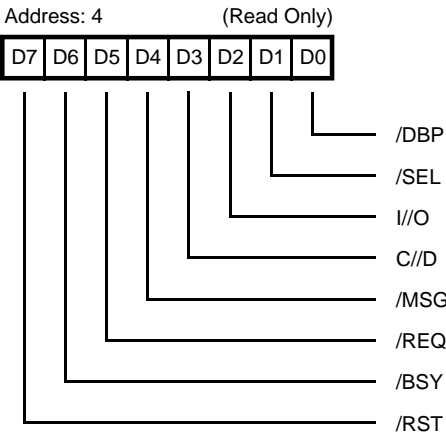 Address: 4 (Read Only)
D7 D6 D5 D4 D3 D2 D1 D0
/DBP
/SEL
I//O
C//D
/MSG
/REQ
/BSY
/RST